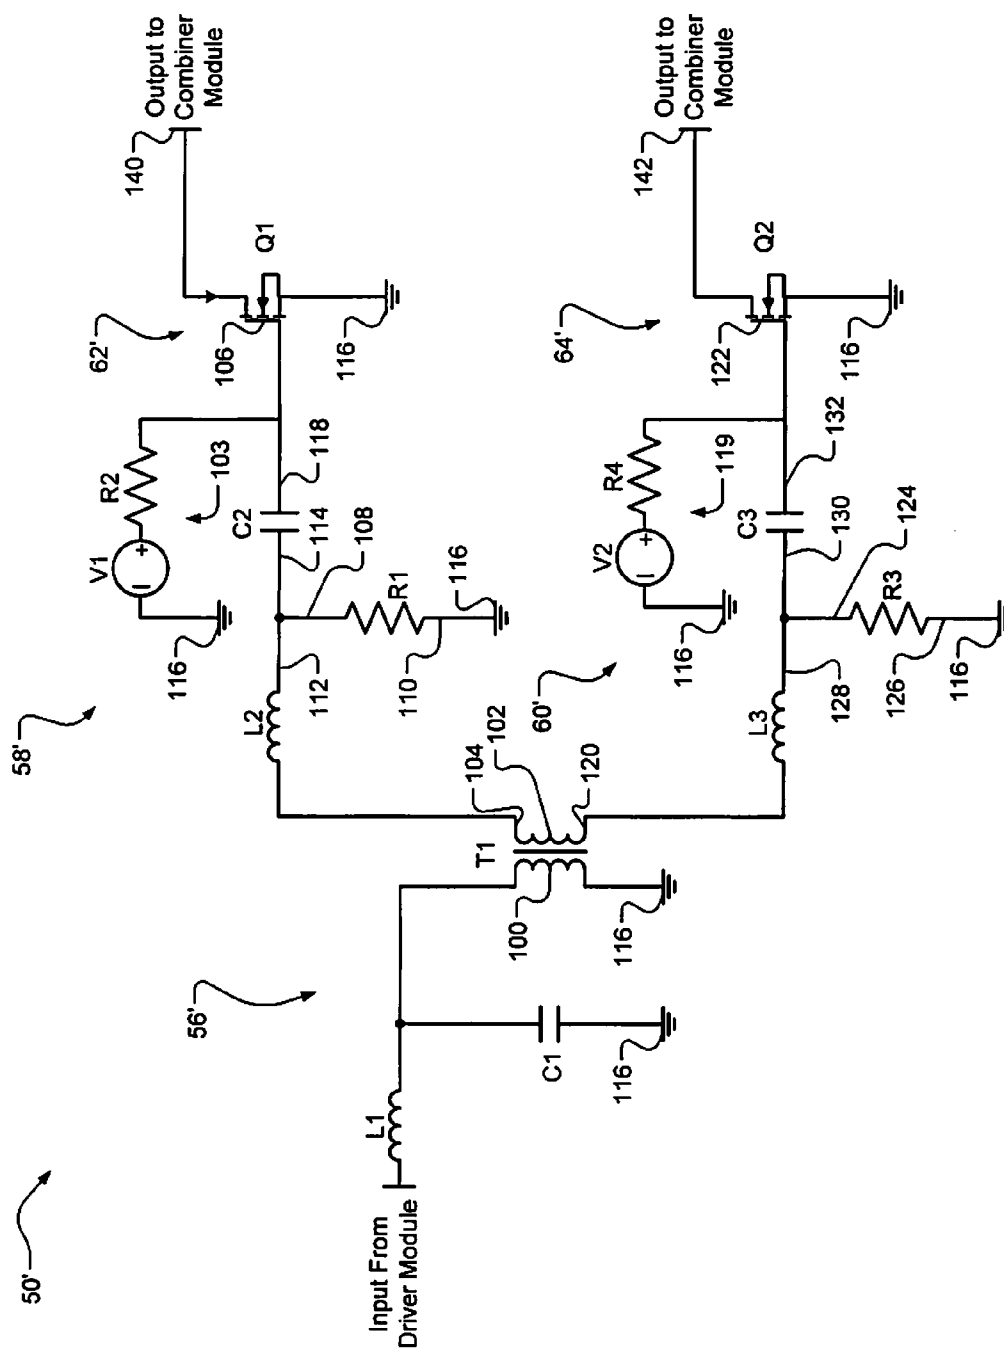 50'
58'
V1
R2
62'
140
Output to
Combiner
Module
116
103
106
Q1
56'
L2
C2
112
114
118
108
116
R1
110
116
Input From
Driver Module
L1
T1
104
102
60'
100
120
C1
116
116
V2
R4
64'
142
Output to
Combiner
Module
116
119
122
Q2
L3
C3
128
130
132
124
116
R3
126
116